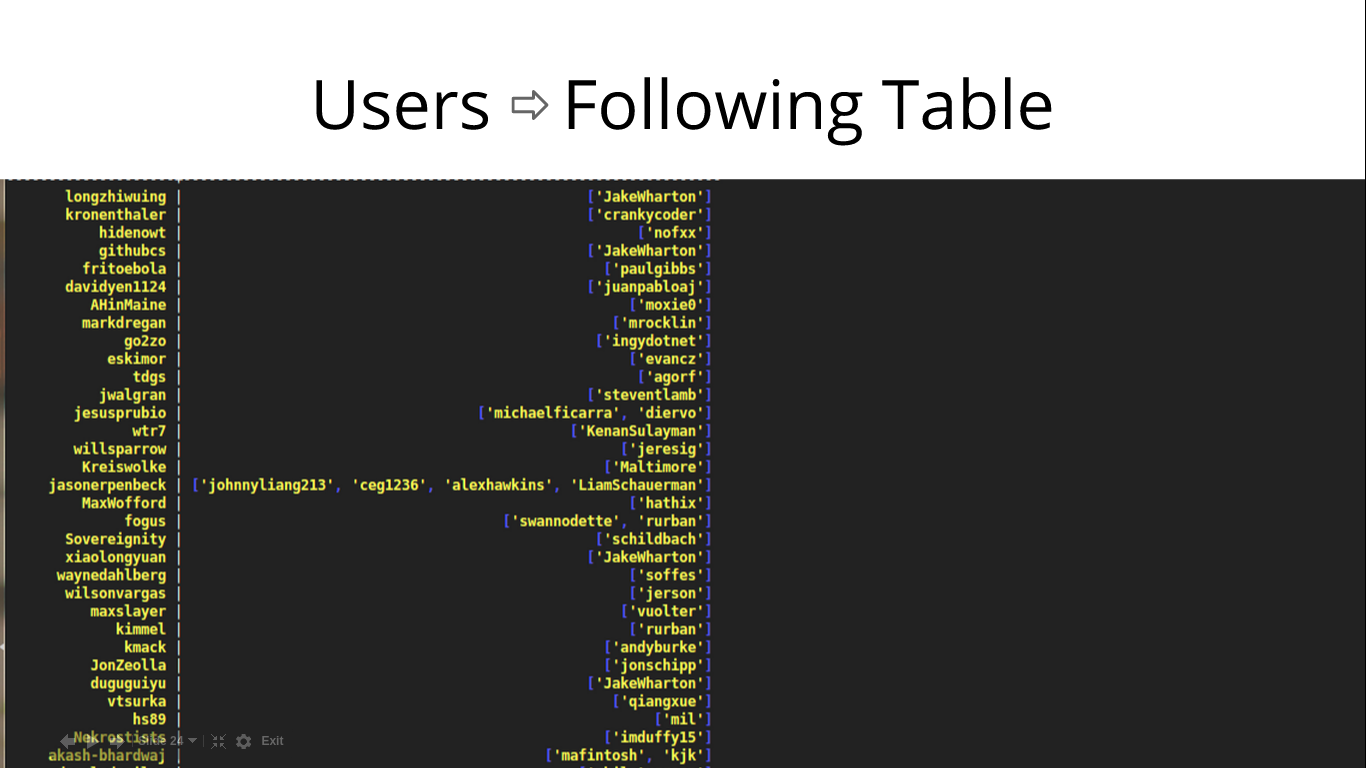 Users ⇨ Following Table
longzhiwuing | ['JakeWharton']
kronenthaler | ['crankycoder']
hidenowt | ['nofxx']
githubcs | ['JakeWharton']
fritoebola | ['paulgibbs']
davidyen1124 | ['juanpabloaj']
AHinMaine | ['moxie0']
markdregan | ['mrocklin']
go2zo | ['ingydotnet']
eskimor | ['evancz']
tdgs | ['agorf']
jwalgran | ['steventlamb']
jesusprubio | ['michaelficarra', 'diervo']
wtr7 | ['KenanSulayman']
willsparrow | ['jeresig']
Kreiswolke | ['Maltimore']
jasonerpenbeck | ['johnnyliang213', 'ceg1236', 'alexhawkins', 'LiamSchauerman']
MaxWofford | ['hathix']
fogus | ['swannodette', 'rurban']
Sovereignity | ['schildbach']
xiaolongyuan | ['JakeWharton']
waynedahlberg | ['soffes']
wilsonvargas | ['jerson']
maxslayer | ['vuolter']
kimmel | ['rurban']
kmack | ['andyburke']
JonZeolla | ['jonschipp']
duguguiyu | ['JakeWharton']
vtsurka | ['qiangxue']
hs89 | ['mil']
Nekrostists | ['imduffy15']
Slide 24 Exit
akash-bhardwaj | ['mafintosh', 'kjk']